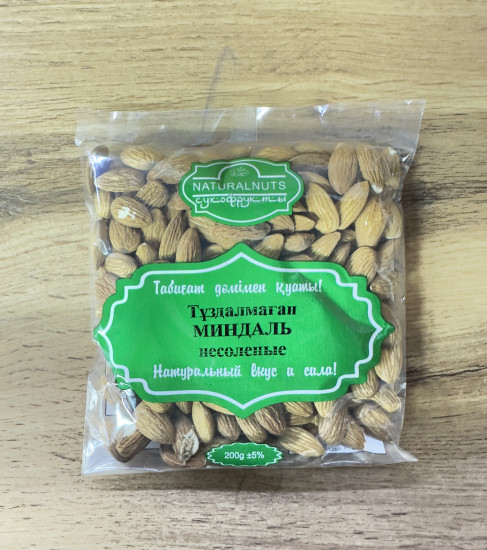 NATURALNUTS
сухофрукты
Табиғат дәмімен қуаты!
Тұздалмаған
МИНДАЛЬ
несоленые
Натуральный вкус и сила!
200g ±5%